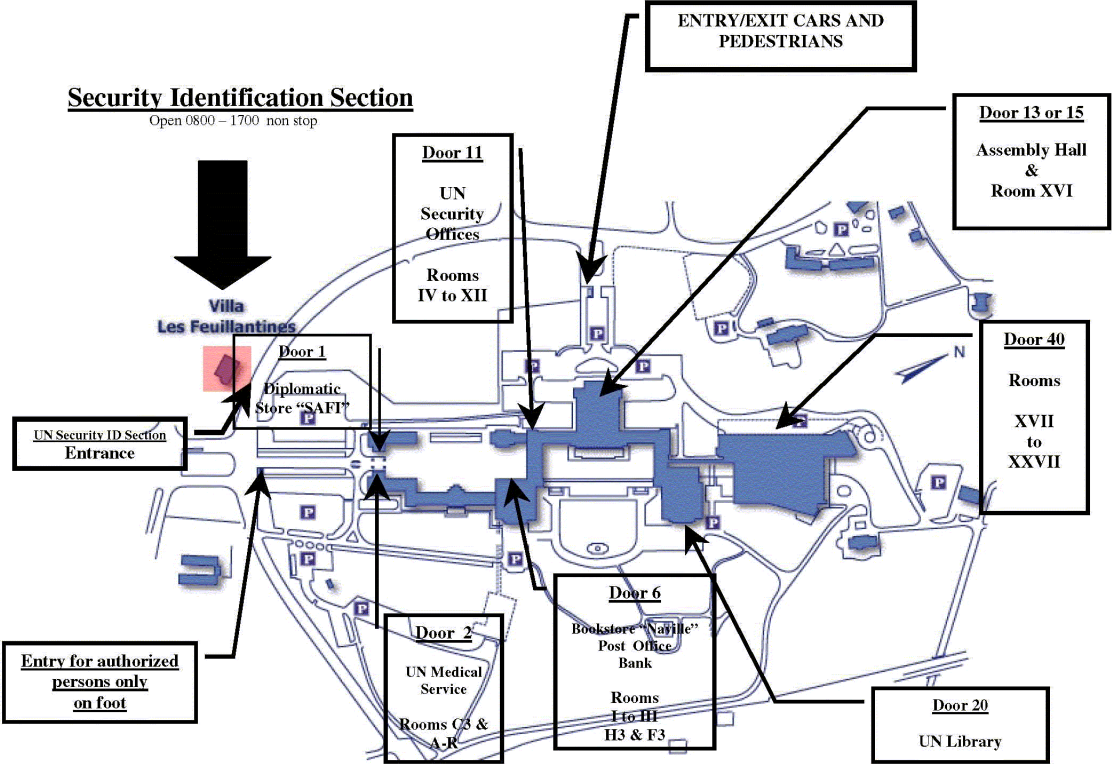 ENTRY/EXIT CARS AND
PEDESTRIANS
Security Identification Section
Open 0800 – 1700 non stop
Door 13 or 15
Assembly Hall
&
Room XVI
Door 11
UN
Security
Offices
Rooms
IV to XII
P
Villa
Les Feuillantines
P
P
Door 1
Diplomatic
Store “SAFI”
P
P
P
N
Door 40
Rooms
XVII
to
XXVII
P
UN Security ID Section
Entrance
P
P
P
P
P
P
Door 6
Bookstore “Naville”
Post Office
Bank
Rooms
I to III
H3 & F3
P
Door 2
UN Medical
Service
Rooms C3 &
A-R
Entry for authorized
persons only
on foot
Door 20
UN Library